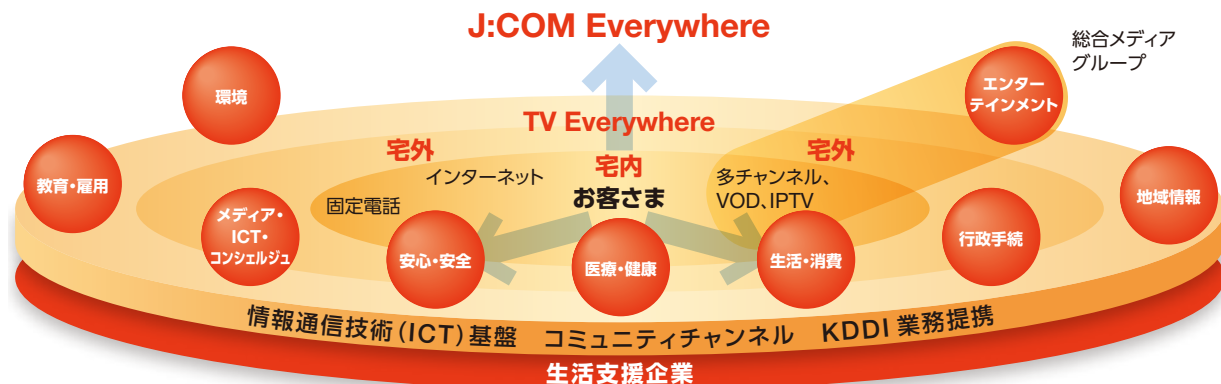 J:COM Everywhere
総合メディア
グループ
エンター
テインメント
環境
TV Everywhere
宅外
宅内
宅外
教育・雇用
インターネット
お客さま
多チャンネル、
VOD、IPTV
地域情報
固定電話
メディア・
ICT・
コンシェルジュ
安心・安全
医療・健康
生活・消費
行政手続
情報通信技術(ICT)基盤 コミュニティチャンネル KDDI 業務提携
生活支援企業